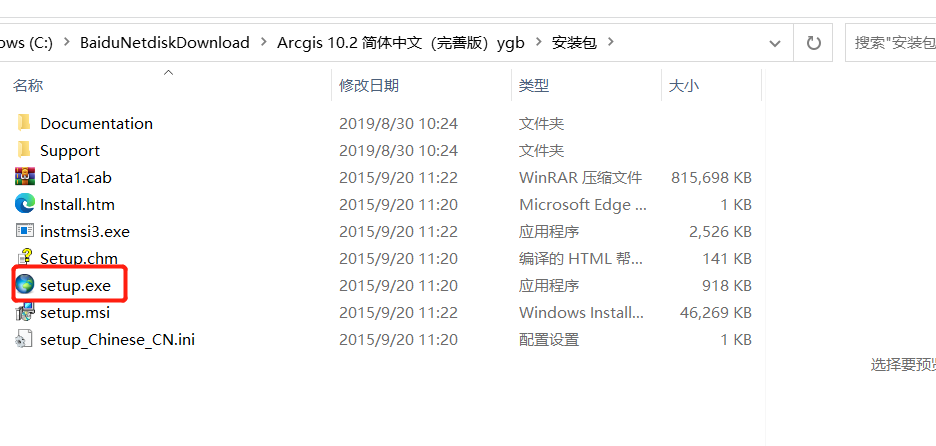 ows (C:) > BaiduNetdiskDownload > Arcgis 10.2 简体中文（完善版）ygb > 安装包 > 搜索"安装包
名称 修改日期 类型 大小
Documentation 2019/8/30 10:24 文件夹
Support 2019/8/30 10:24 文件夹
Data1.cab 2015/9/20 11:22 WinRAR 压缩文件 815,698 KB
Install.htm 2015/9/20 11:20 Microsoft Edge ... 1 KB
instmsi3.exe 2015/9/20 11:22 应用程序 2,526 KB
Setup.chm 2015/9/20 11:20 编译的 HTML 帮... 141 KB
setup.exe 2015/9/20 11:20 应用程序 918 KB
setup.msi 2015/9/20 11:22 Windows Install... 46,269 KB
setup_Chinese_CN.ini 2015/9/20 11:20 配置设置 1 KB
选择要预览